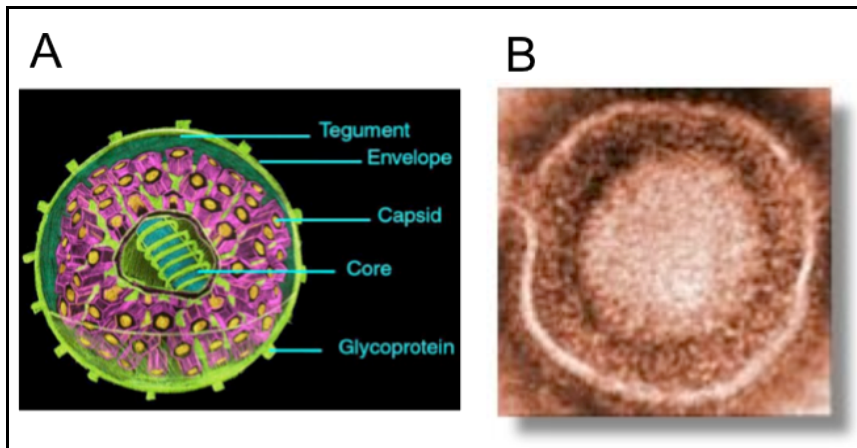 A
B
Tegument
Envelope
Capsid
Core
Glycoprotein